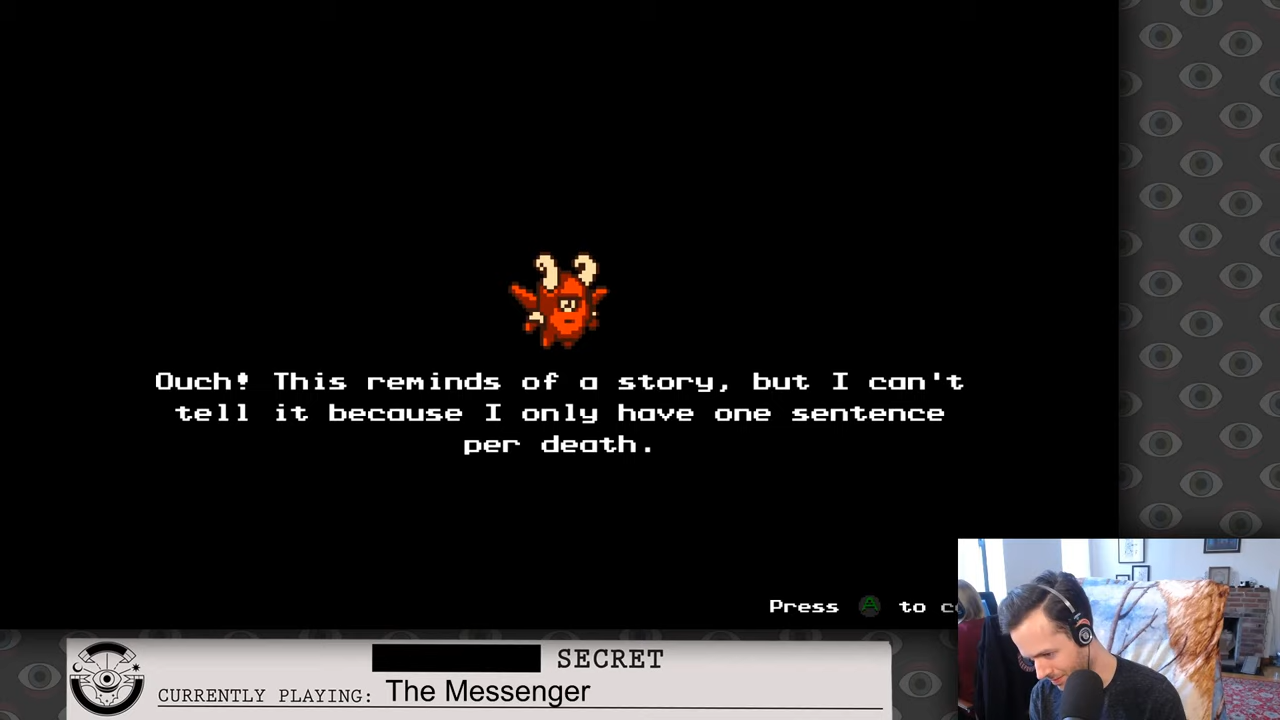 Ouch! This reminds of a story, but I can't
tell it because I only have one sentence
per death.
Press A to
SECRET
CURRENTLY PLAYING: The Messenger